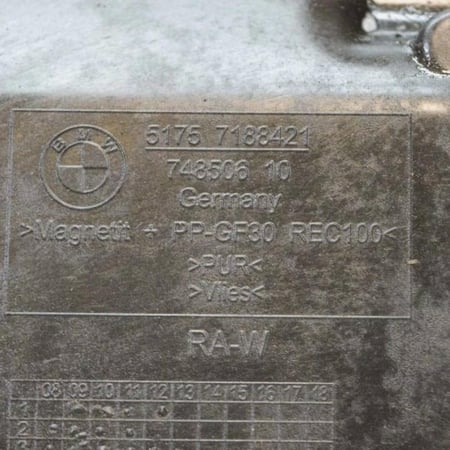 BMW
5175 7188421
748506 10
Germany
>Magnetit + PP-GF30 REC100<
>PUR<
>Vlies<
RA-W
08 09 10 11 12 13 14 15 16 17 18
1
2
3